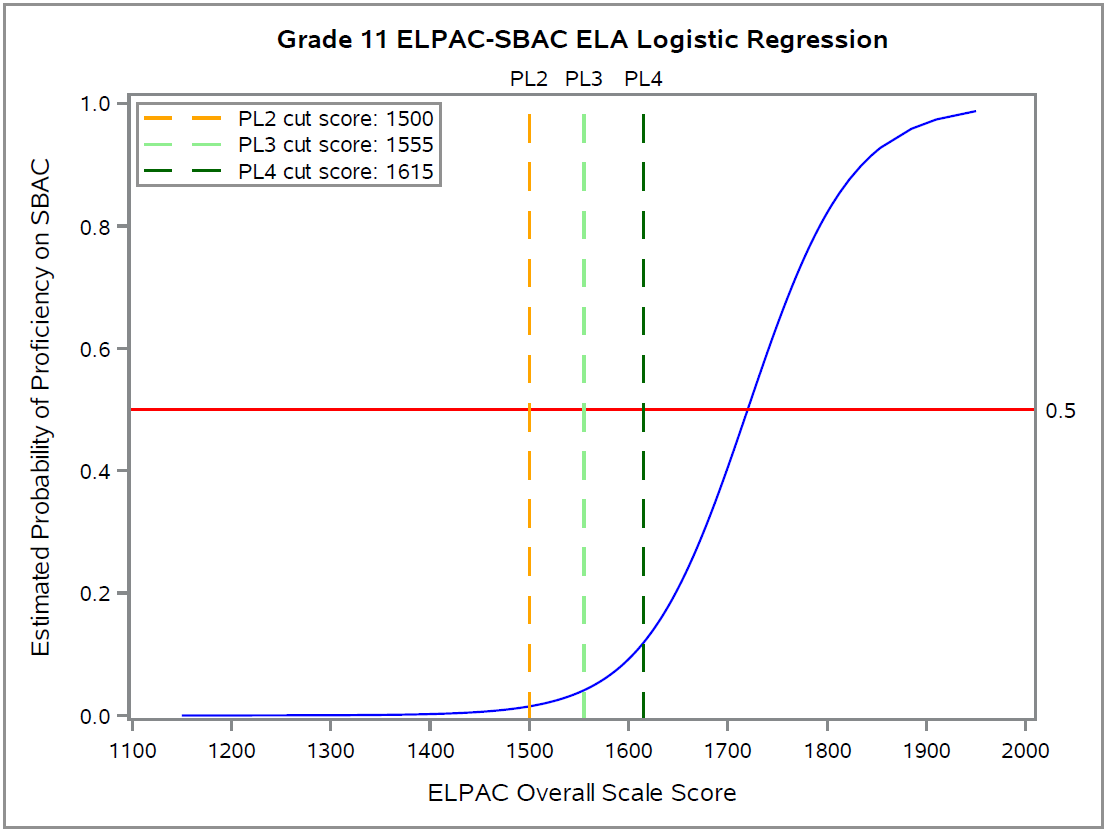 Grade 11 ELPAC-SBAC ELA Logistic Regression
PL2 PL3 PL4
PL2 cut score: 1500
PL3 cut score: 1555
PL4 cut score: 1615
Estimated Probability of Proficiency on SBAC
1.0
0.8
0.6
0.5
0.4
0.2
0.0
1100 1200 1300 1400 1500 1600 1700 1800 1900 2000
ELPAC Overall Scale Score